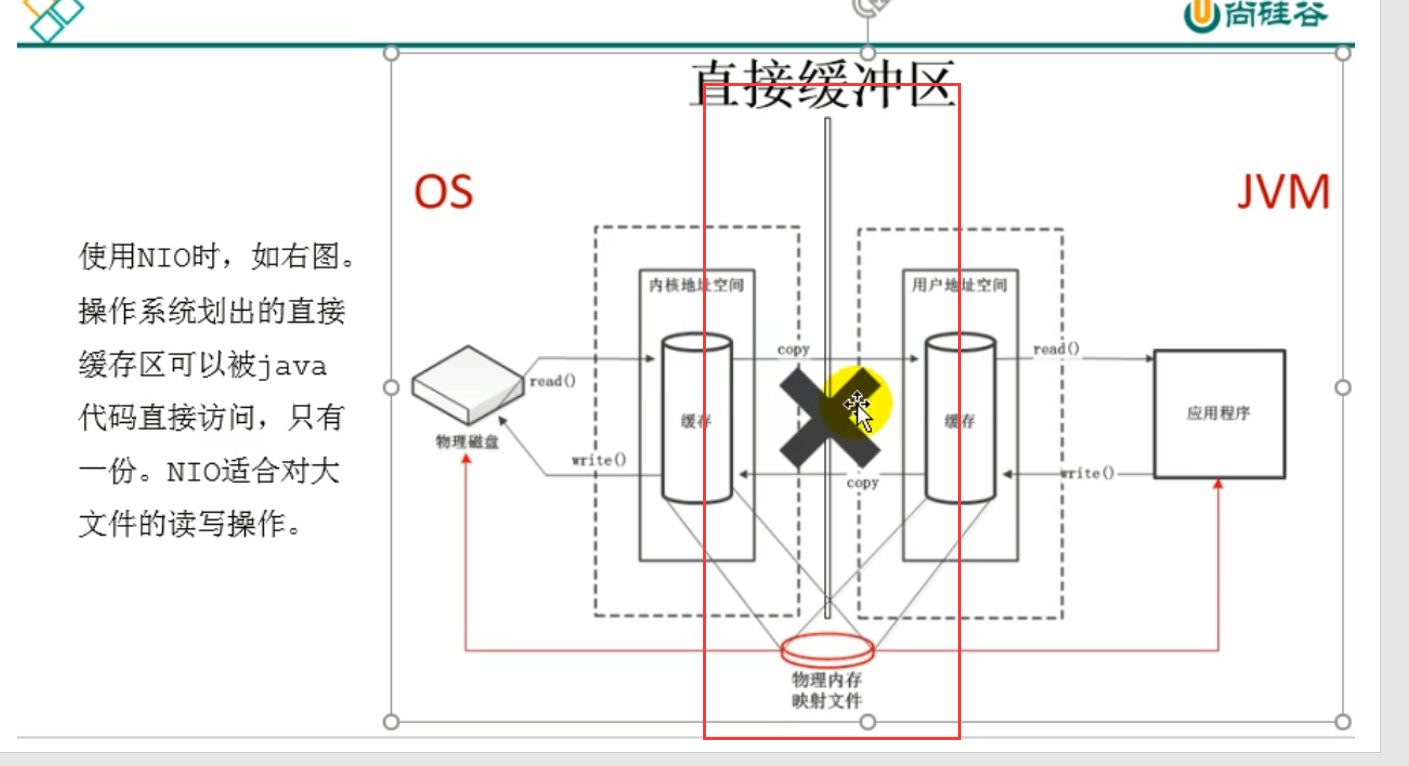 尚硅谷
直接缓冲区
OS
JVM
使用NIO时，如右图。
操作系统划出的直接
缓存区可以被java
代码直接访问，只有
一份。NIO适合对大
文件的读写操作。
内核地址空间
用户地址空间
copy
read()
read()
缓存
缓存
应用程序
物理磁盘
write()
write()
copy
物理内存
映射文件